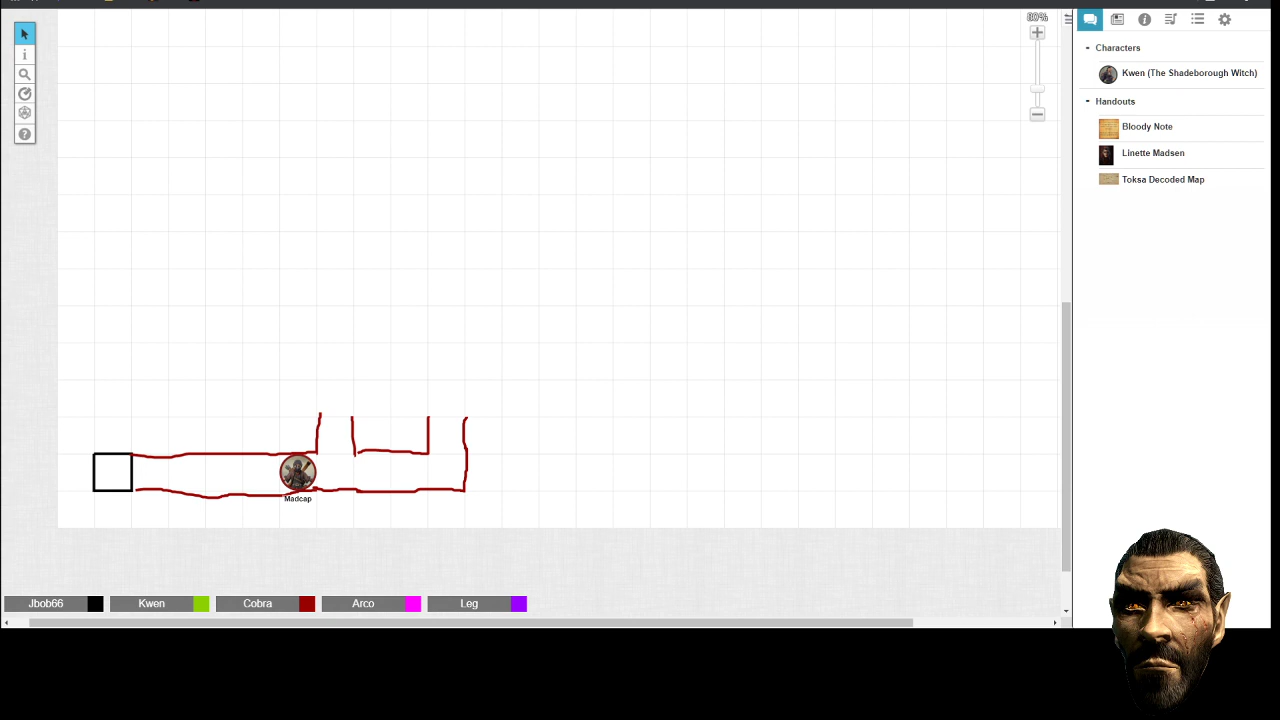 80%
Characters
Kwen (The Shadeborough Witch)
Handouts
Bloody Note
Linette Madsen
Toksa Decoded Map
Madcap
Jbob66
Kwen
Cobra
Arco
Leg